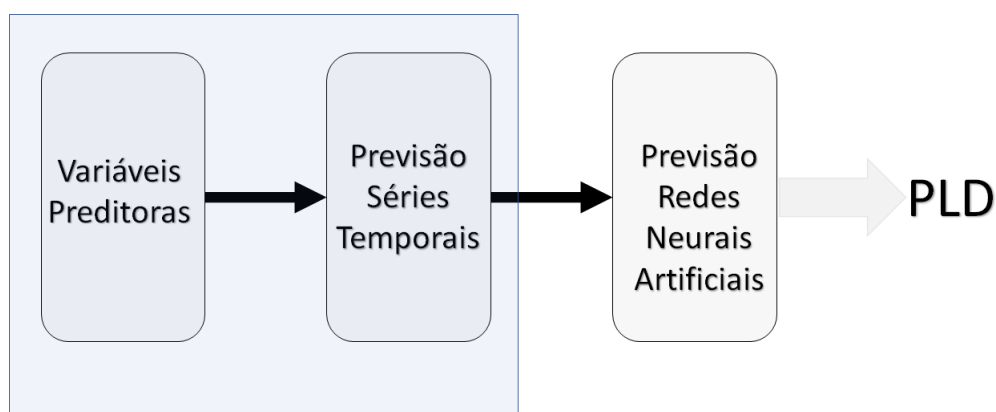 Variáveis
Preditoras
Previsão
Séries
Temporais
Previsão
Redes
Neurais
Artificiais
PLD